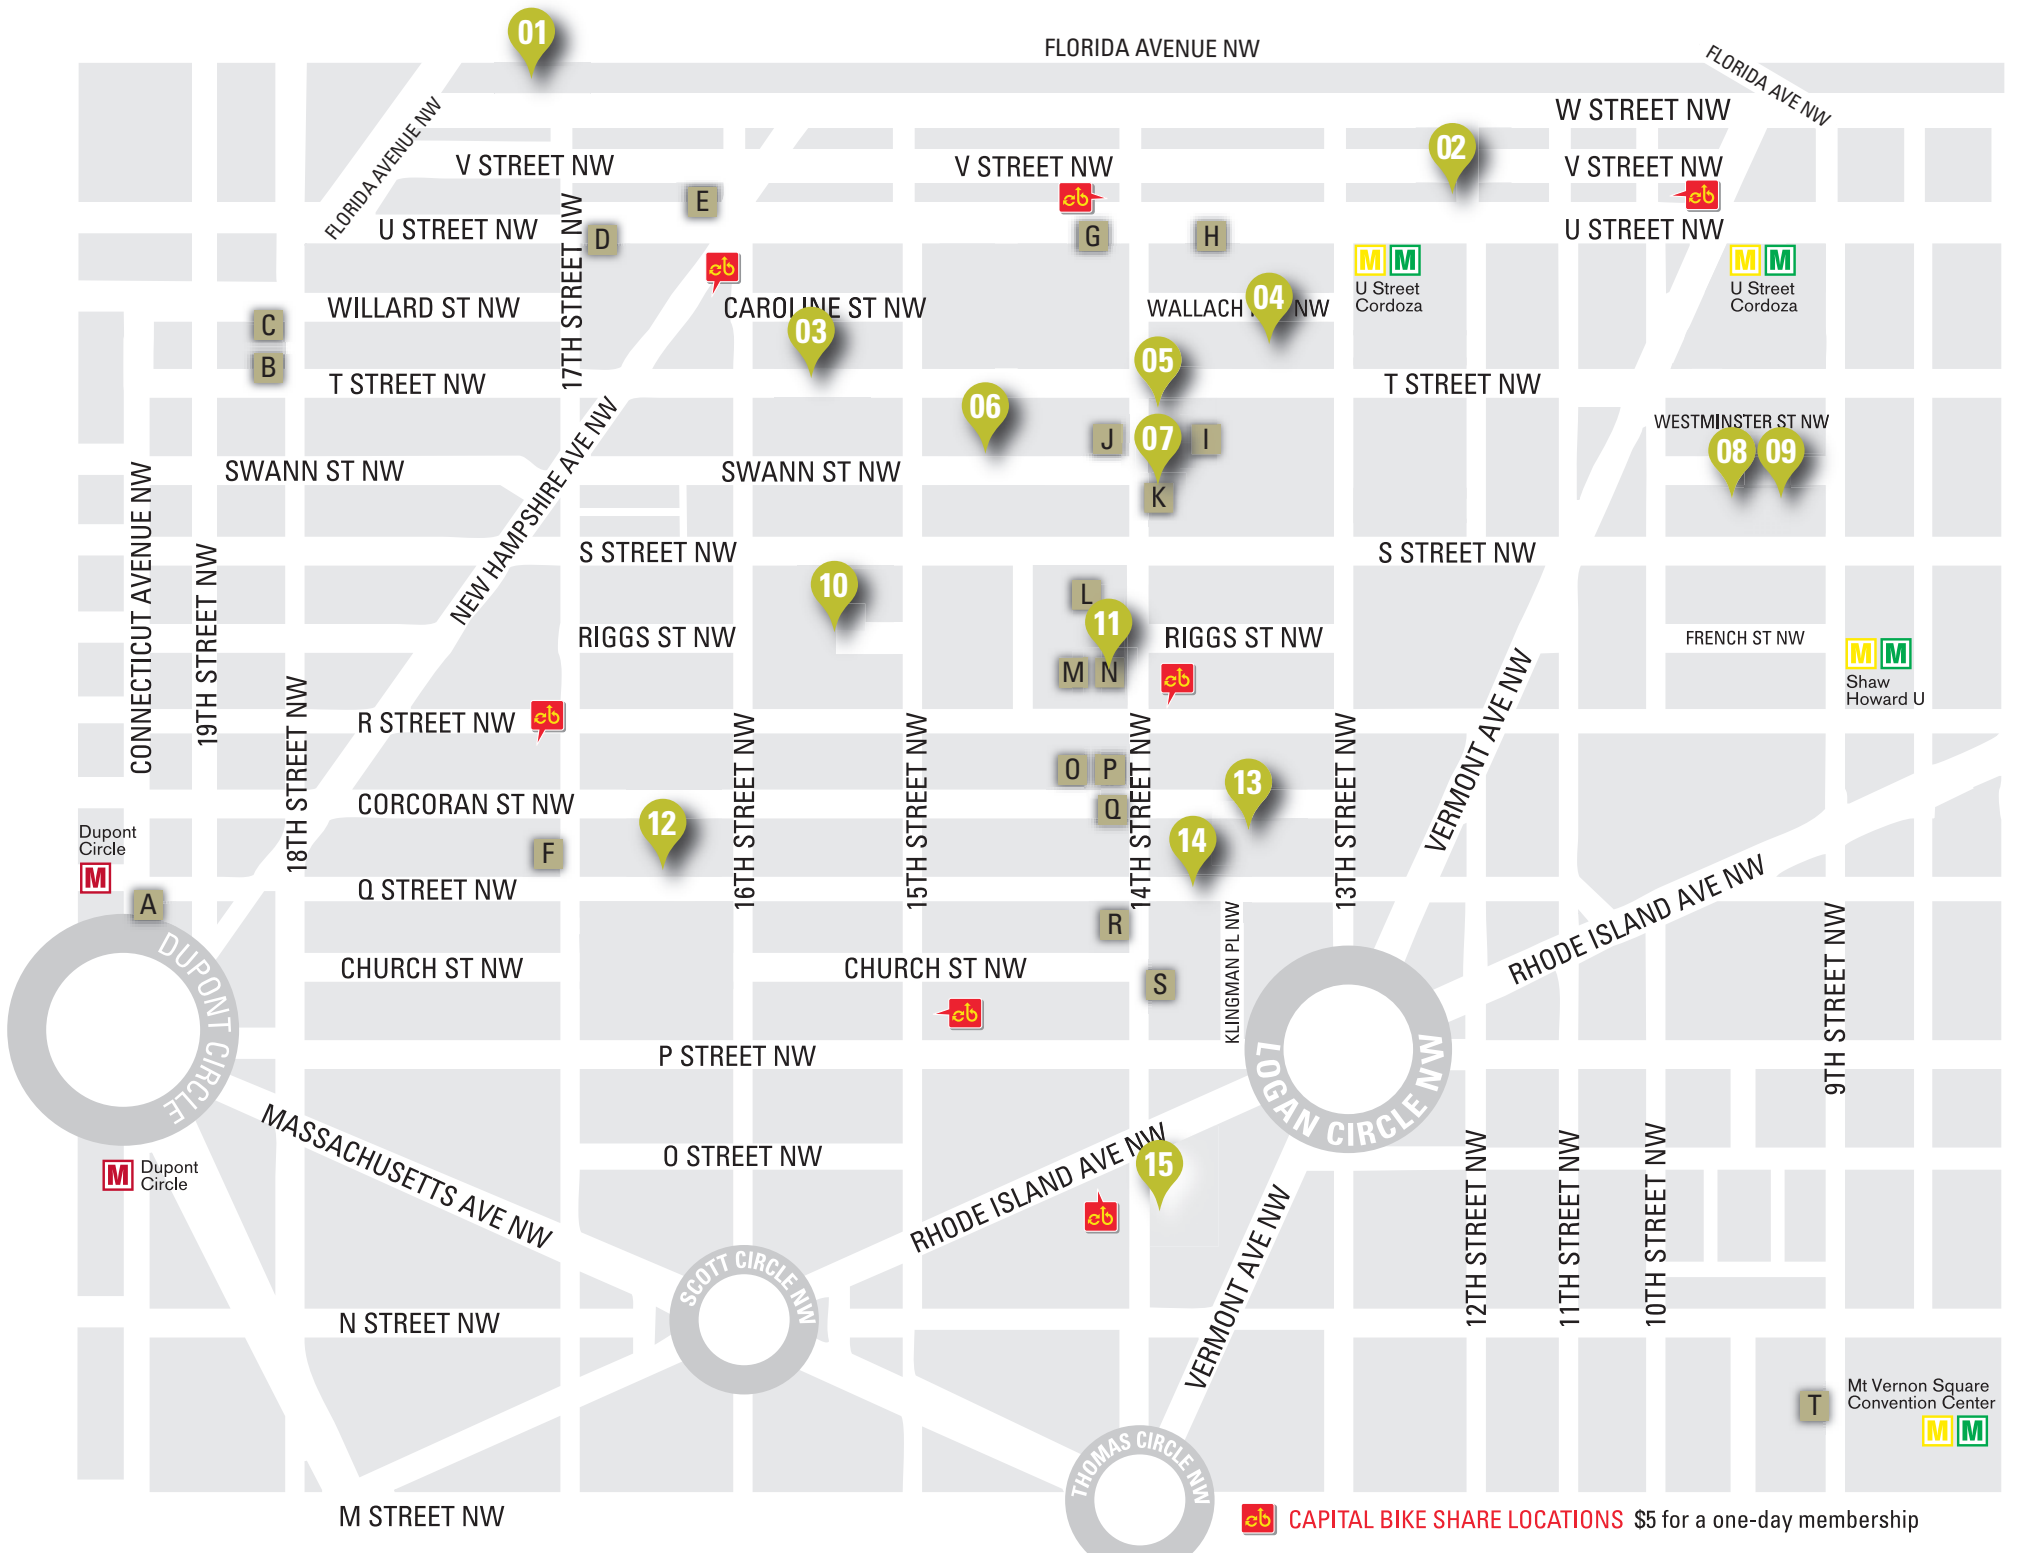 01
FLORIDA AVENUE NW
FLORIDA AVE NW
W STREET NW
FLORIDA AVENUE NW
02
V STREET NW
V STREET NW
V STREET NW
cb
cb
E
U STREET NW
D
G
H
U STREET NW
17TH STREET NW
cb
M M
U Street
Cordoza
M M
U Street
Cordoza
WILLARD ST NW
CAROLINE ST NW
WALLACH
NW
04
C
03
B
05
T STREET NW
T STREET NW
06
WESTMINSTER ST NW
J
07
I
08
09
SWANN ST NW
SWANN ST NW
K
NEW HAMPSHIRE AVE NW
CONNECTICUT AVENUE NW
19TH STREET NW
S STREET NW
S STREET NW
10
L
11
RIGGS ST NW
RIGGS ST NW
FRENCH ST NW
M
N
cb
M M
Shaw
Howard U
18TH STREET NW
R STREET NW
cb
16TH STREET NW
15TH STREET NW
14TH STREET NW
13TH STREET NW
VERMONT AVE NW
O
P
13
CORCORAN ST NW
Q
12
14
Dupont
Circle
M
F
Q STREET NW
A
RHODE ISLAND AVE NW
R
KLINGMAN PL NW
9TH STREET NW
DUPONT CIRCLE
CHURCH ST NW
CHURCH ST NW
S
cb
P STREET NW
LOGAN CIRCLE NW
MASSACHUSETTS AVE NW
O STREET NW
RHODE ISLAND AVE NW
15
M
Dupont
Circle
cb
VERMONT AVE NW
12TH STREET NW
11TH STREET NW
10TH STREET NW
SCOTT CIRCLE NW
N STREET NW
T
Mt Vernon Square
Convention Center
M M
THOMAS CIRCLE NW
M STREET NW
cb CAPITAL BIKE SHARE LOCATIONS $5 for a one-day membership